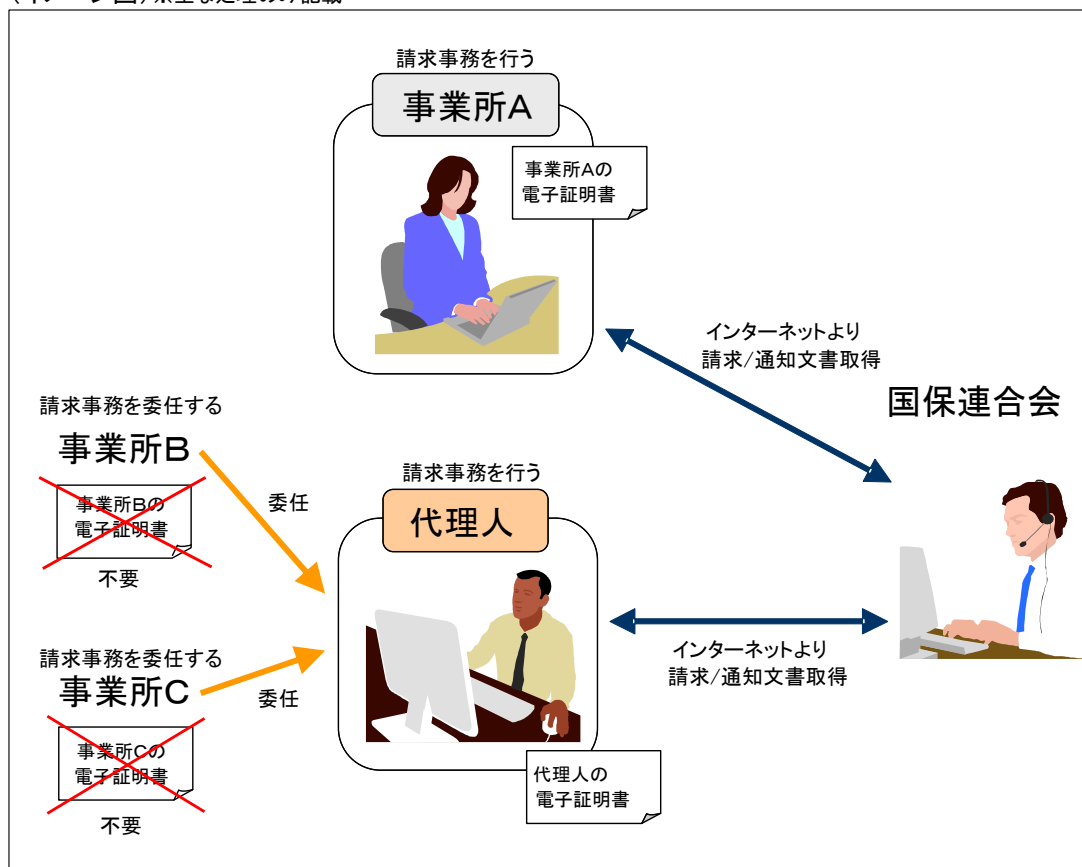 請求事務を行う
事業所A
事業所Aの
電子証明書
インターネットより
請求/通知文書取得
国保連合会
請求事務を委任する
事業所B
委任
事業所Bの
電子証明書
不要
請求事務を行う
代理人
請求事務を委任する
事業所C
委任
事業所Cの
電子証明書
不要
インターネットより
請求/通知文書取得
代理人の
電子証明書